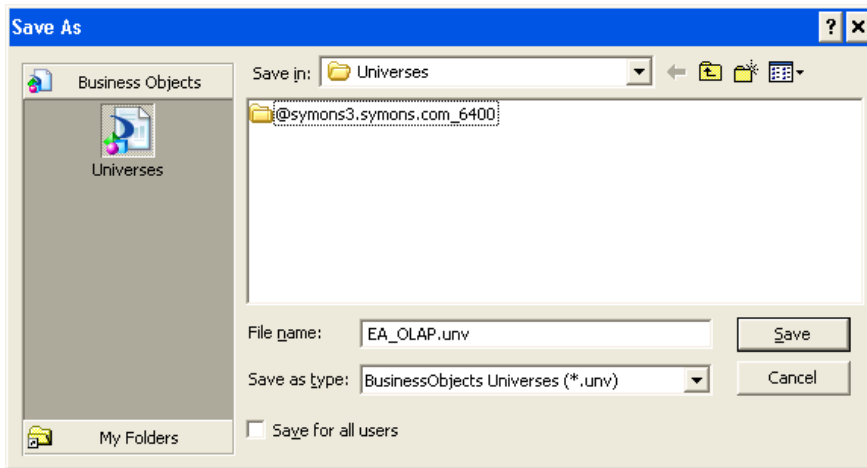 Save As
Business Objects
Universes
My Folders
Save in: Universes
@symons3.symons.com_6400
File name: EA_OLAP.unv
Save
Save as type: BusinessObjects Universes (*.unv)
Cancel
Save for all users